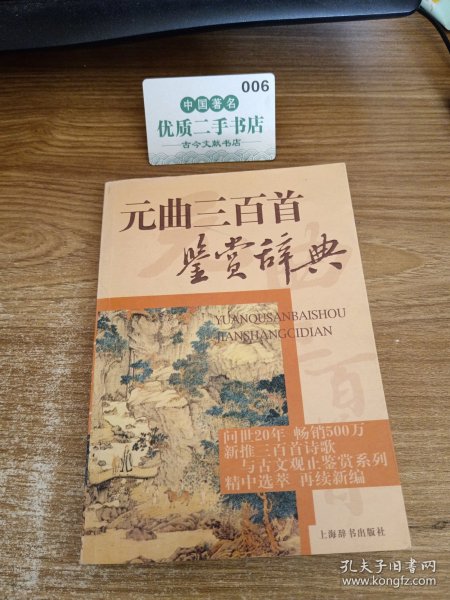 006
中国著名
优质二手书店
古今文献书店
元曲三百首
鉴赏辞典
YUANQUSANBAISHOU
JIANSHANGCIDIAN
问世20年 畅销500万
新推三百首诗歌
与古文观止鉴赏系列
精中选萃 再续新编
上海辞书出版社
孔夫子旧书网
www.kongfz.com